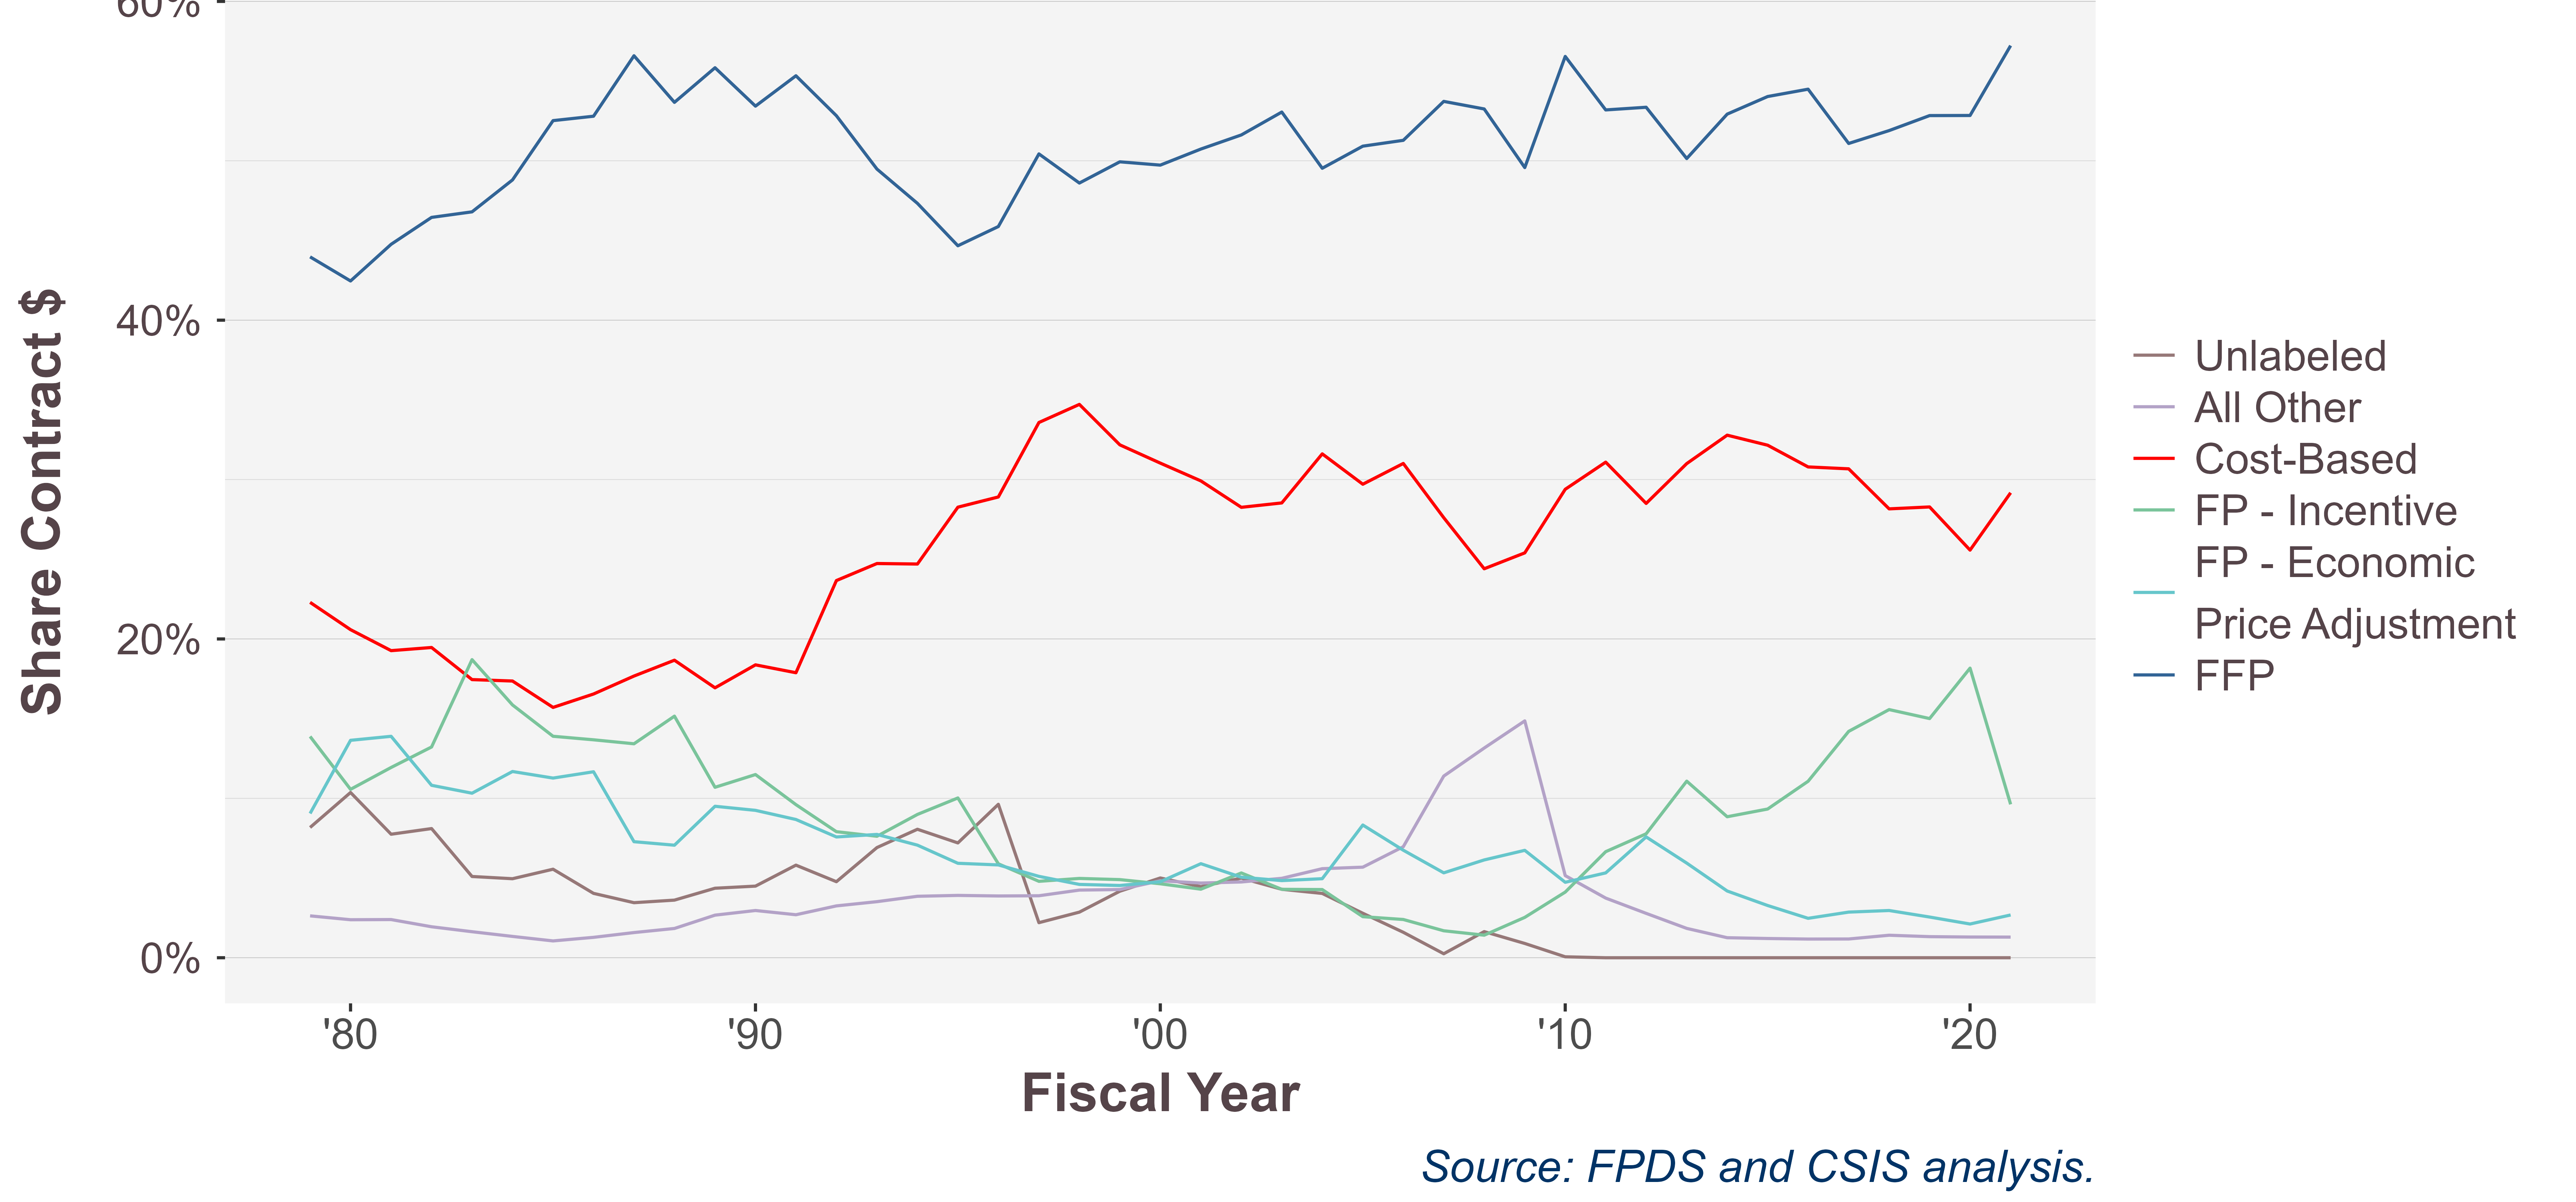 60%
40%
20%
0%
Share Contract $
'80 '90 '00 '10 '20
Fiscal Year
Unlabeled
All Other
Cost-Based
FP - Incentive
FP - Economic
Price Adjustment
FFP
Source: FPDS and CSIS analysis.